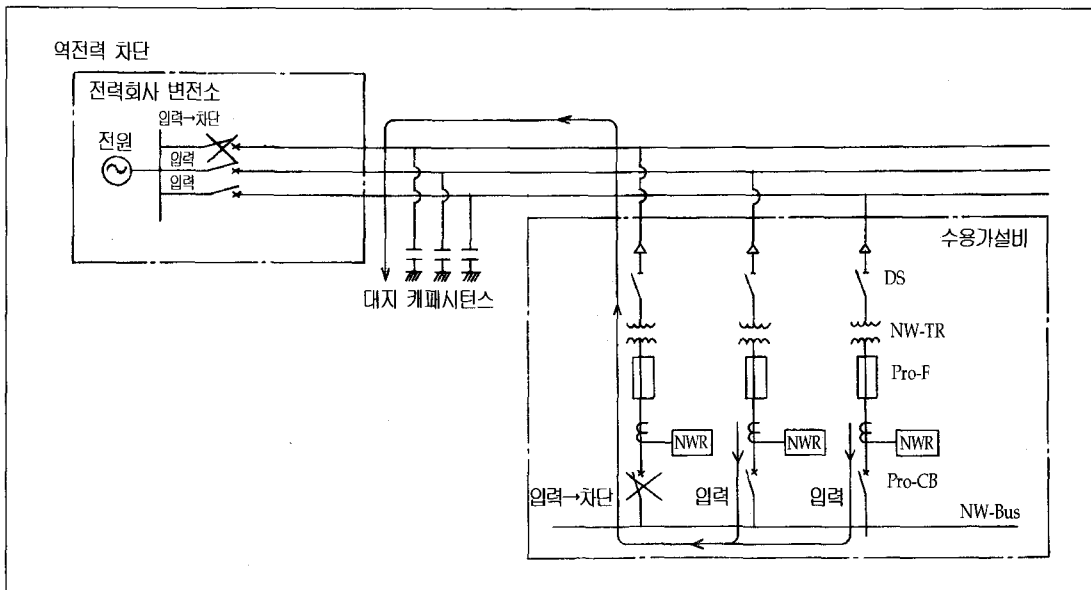 역전력 차단
전력회사 변전소
입력→차단
전원
입력
입력
대지 캐패시턴스
수용가설비
DS
NW-TR
Pro-F
NWR
NWR
NWR
Pro-CB
입력→차단
입력
입력
NW-Bus